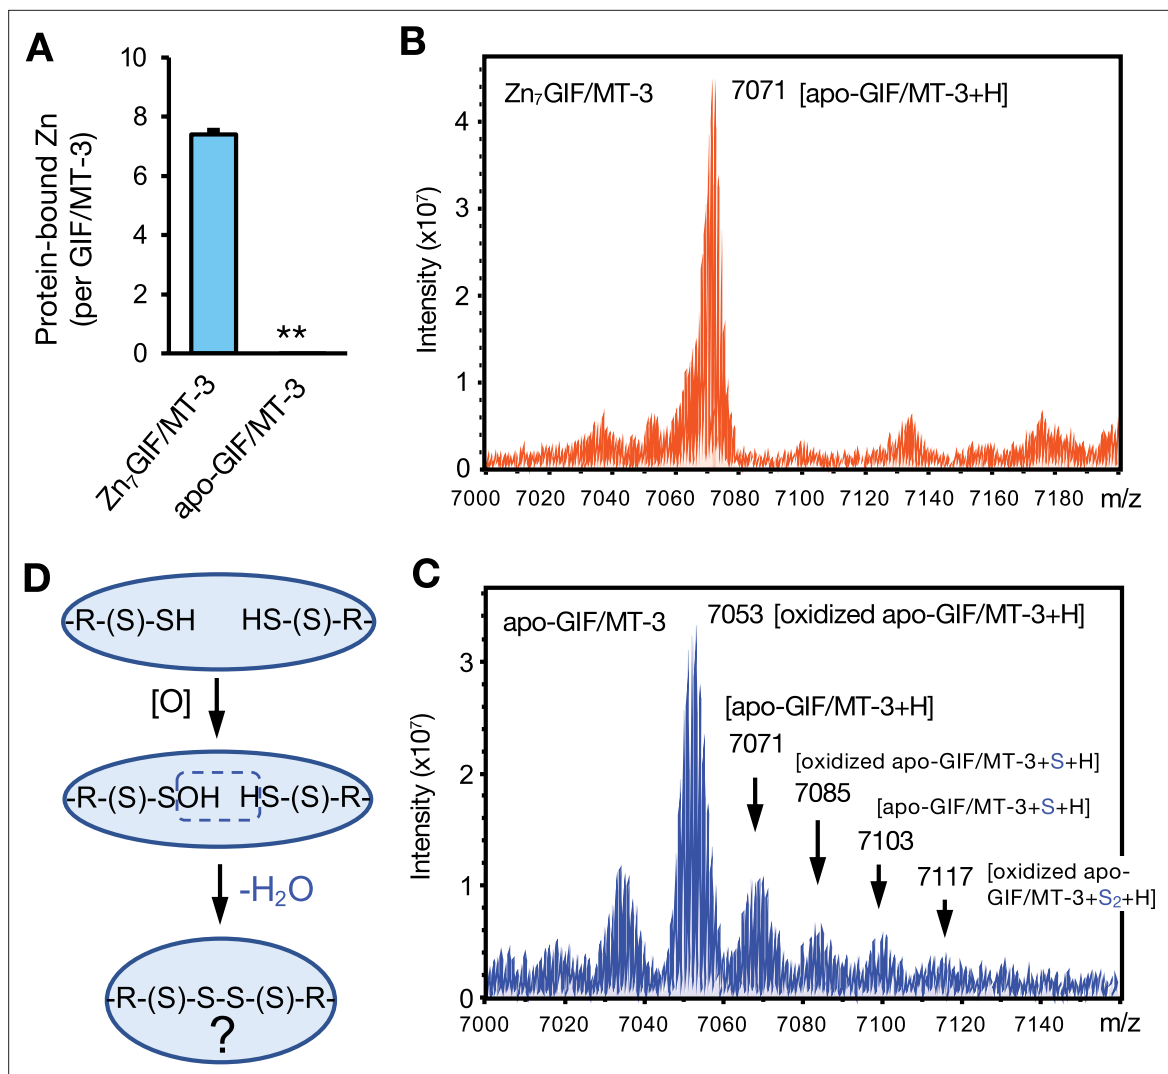 A
10
8
6
4
2
0
Protein-bound Zn
(per GIF/MT-3)
**
Zn₇GIF/MT-3
apo-GIF/MT-3
B
Zn₇GIF/MT-3
7071 [apo-GIF/MT-3+H]
Intensity (x10⁷)
4
3
2
1
0
7000 7020 7040 7060 7080 7100 7120 7140 7160 7180 m/z
D
-R-(S)-SH HS-(S)-R-
[O]
-R-(S)-SOH HS-(S)-R-
-H₂O
-R-(S)-S-S-(S)-R-
?
C
apo-GIF/MT-3
7053 [oxidized apo-GIF/MT-3+H]
[apo-GIF/MT-3+H]
7071
[oxidized apo-GIF/MT-3+S+H]
7085
[apo-GIF/MT-3+S+H]
7103
7117 [oxidized apo-
GIF/MT-3+S₂+H]
Intensity (x10⁷)
3
2
1
0
7000 7020 7040 7060 7080 7100 7120 7140 m/z